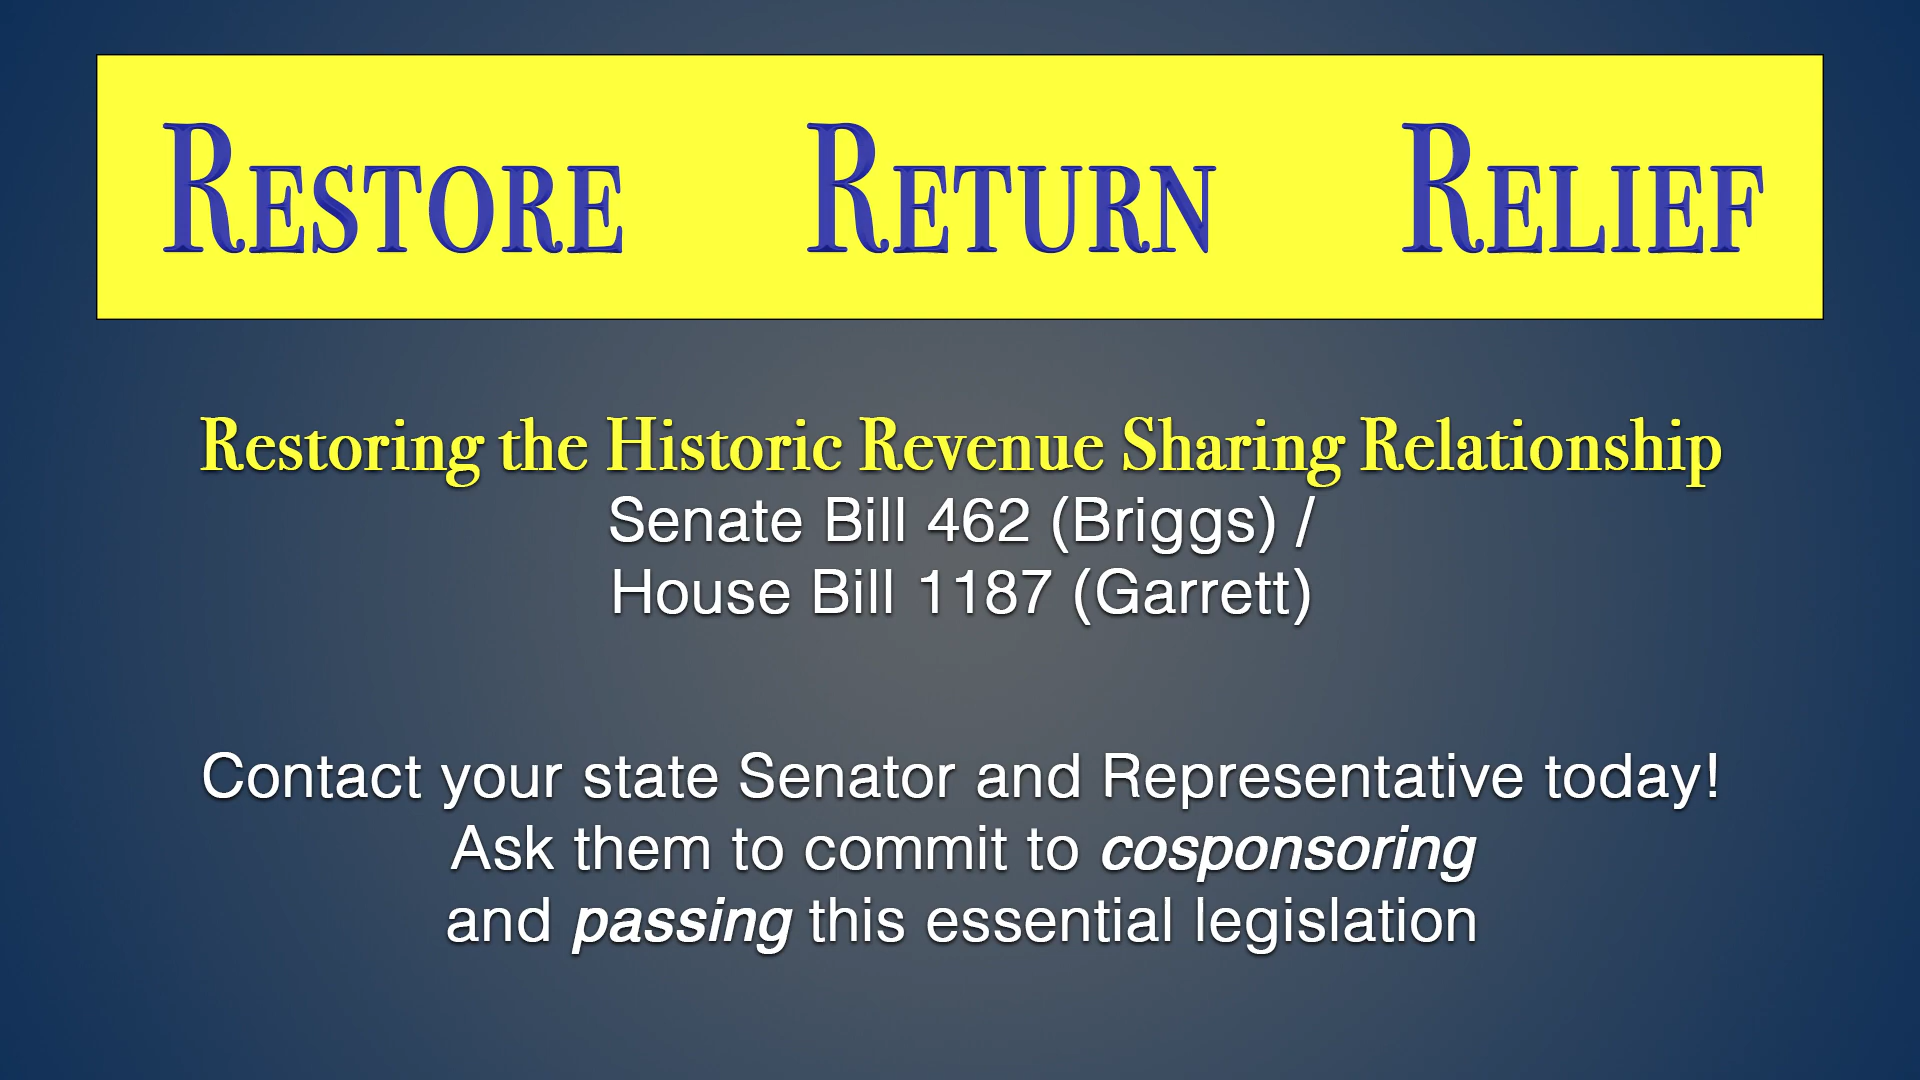 RESTORE RETURN RELIEF
Restoring the Historic Revenue Sharing Relationship
Senate Bill 462 (Briggs) /
House Bill 1187 (Garrett)
Contact your state Senator and Representative today!
Ask them to commit to cosponsoring
and passing this essential legislation